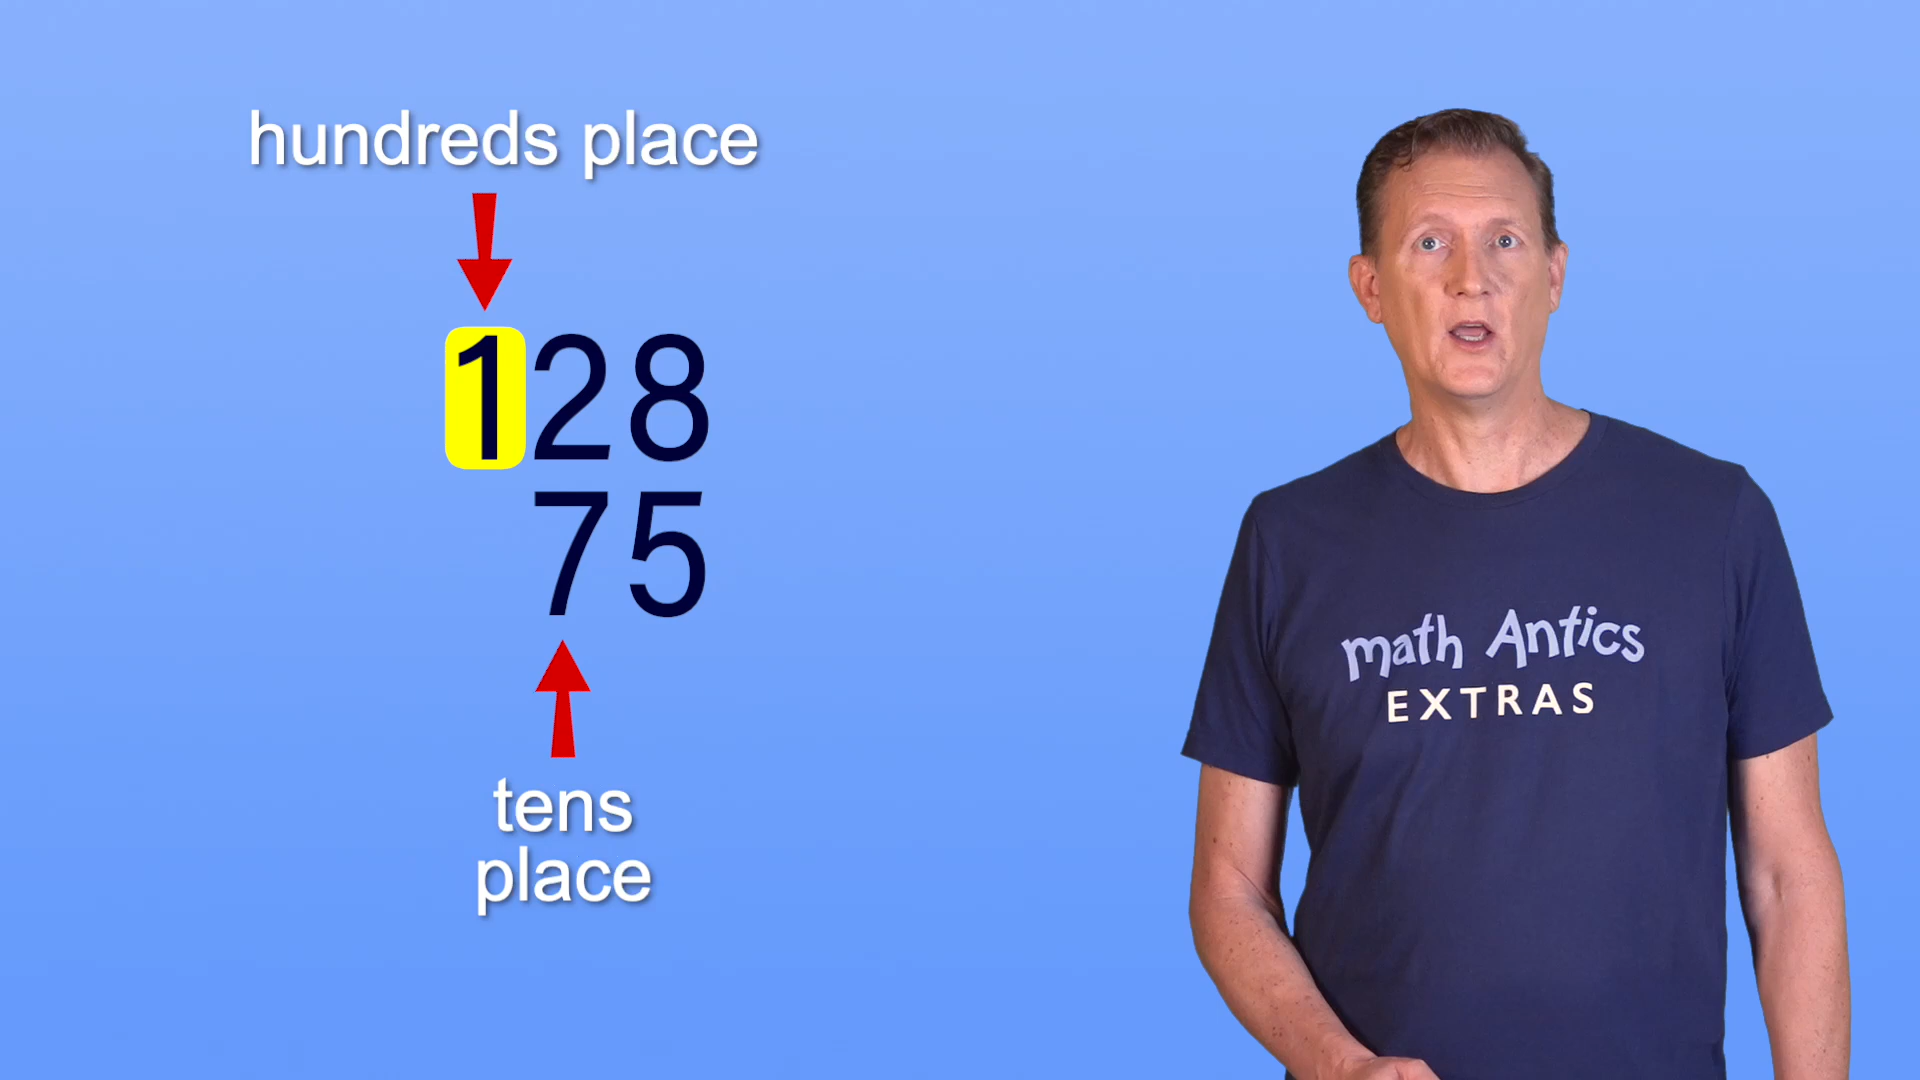 hundreds place
128
75
tens
place
math Antics
EXTRAS